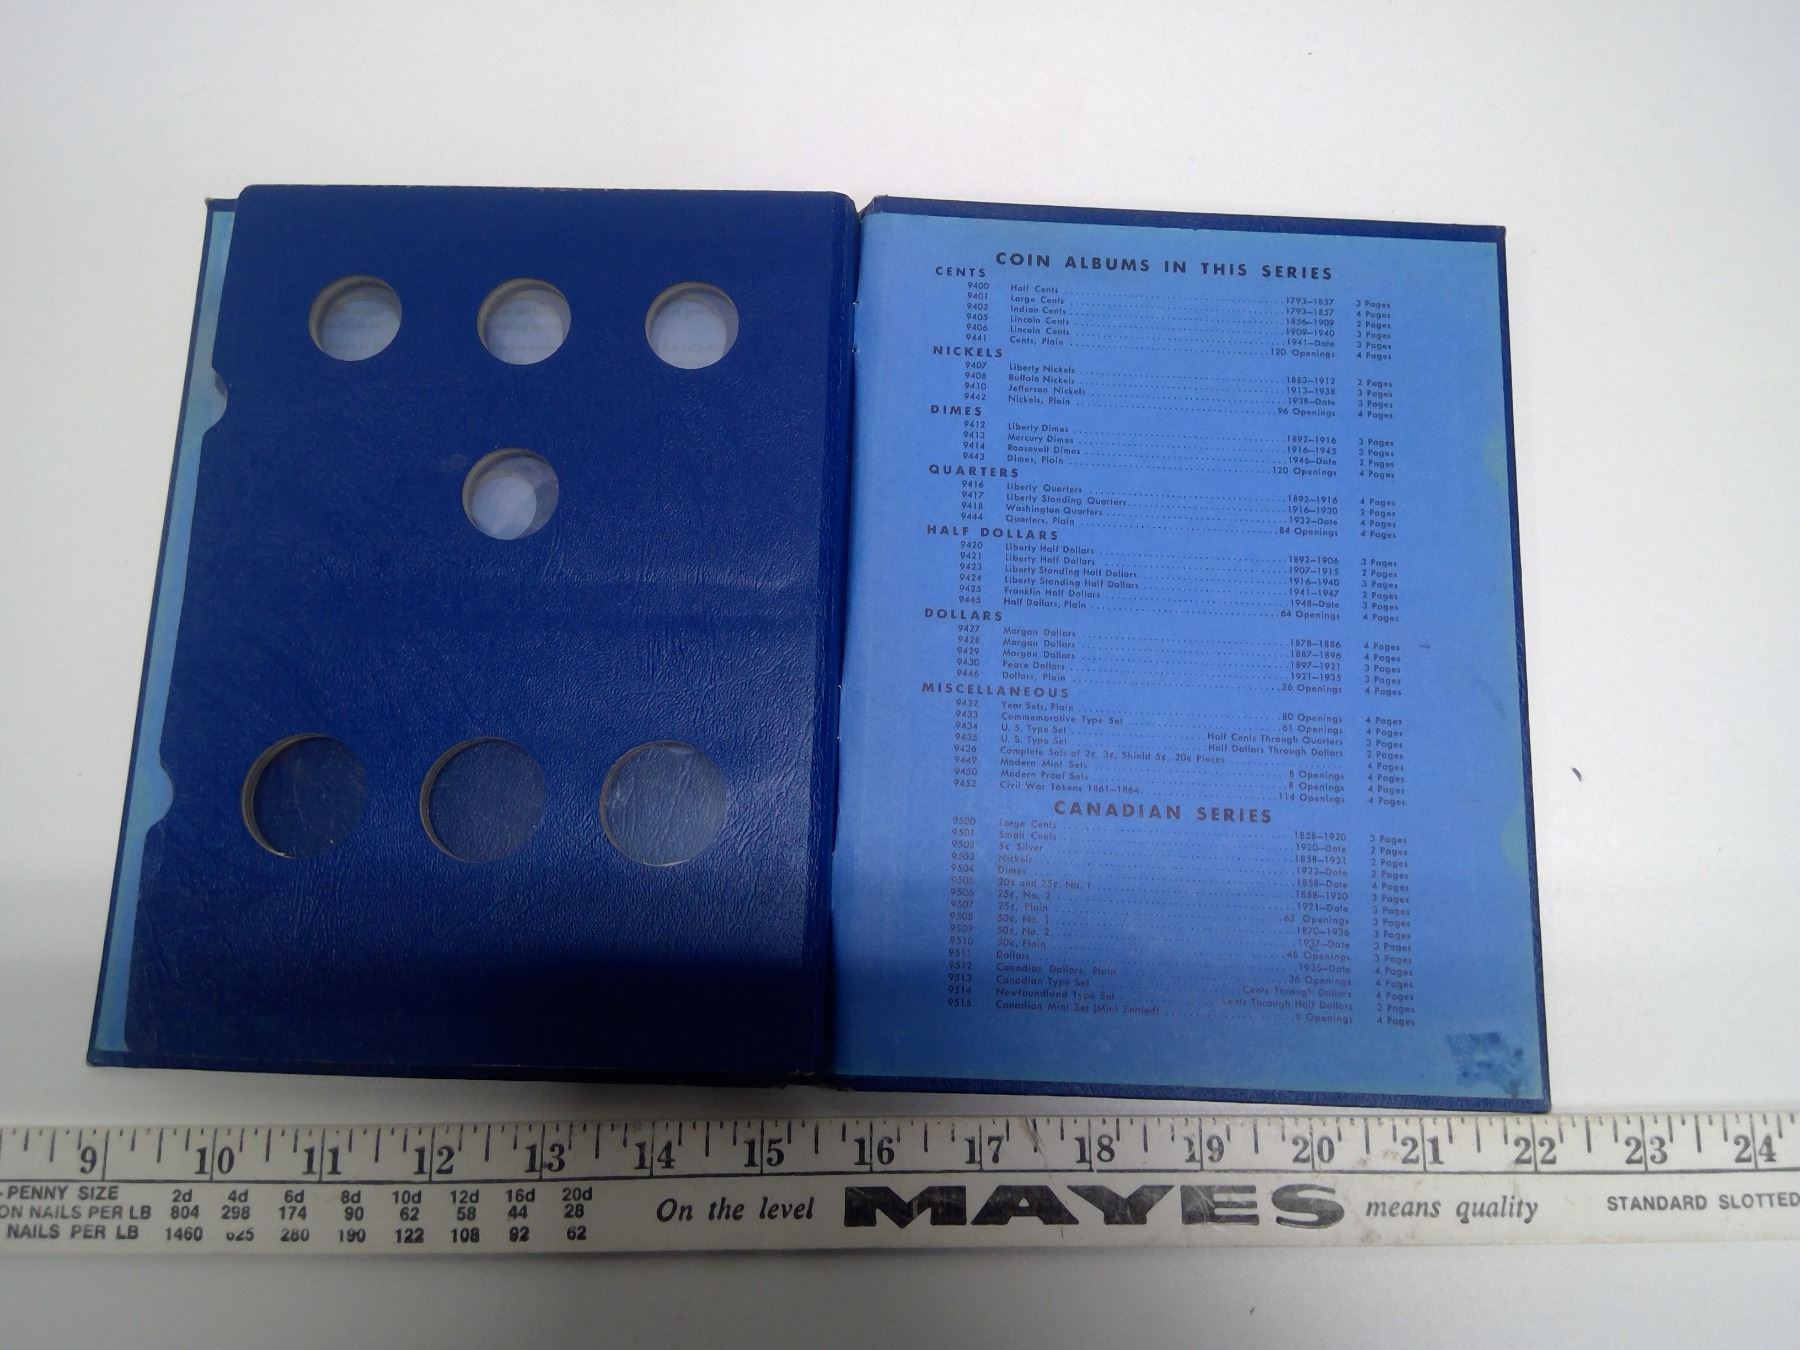 COIN ALBUMS IN THIS SERIES
CENTS
9400 Half Cents 1793—1857 3 Pages
9401 Large Cents 1793—1857 4 Pages
9402 Indian Cents 1856—1909 2 Pages
9405 Lincoln Cents 1909—1940 3 Pages
9406 Lincoln Cents 1941—Date 3 Pages
9441 Cents, Plain 120 Openings 4 Pages
NICKELS
9407 Liberty Nickels 1883—1912 2 Pages
9408 Buffalo Nickels 1913—1938 3 Pages
9410 Jefferson Nickels 1938—Date 3 Pages
9442 Nickels, Plain 96 Openings 4 Pages
DIMES
9412 Liberty Dimes 1892—1916 3 Pages
9413 Mercury Dimes 1916—1945 3 Pages
9414 Roosevelt Dimes 1946—Date 2 Pages
9443 Dimes, Plain 120 Openings 4 Pages
QUARTERS
9416 Liberty Quarters 1892—1916 4 Pages
9417 Liberty Standing Quarters 1916—1930 2 Pages
9418 Washington Quarters 1932—Date 4 Pages
9444 Quarters, Plain 84 Openings 4 Pages
HALF DOLLARS
9420 Liberty Half Dollars 1892—1906 3 Pages
9421 Liberty Half Dollars 1907—1915 2 Pages
9423 Liberty Standing Half Dollars 1916—1940 3 Pages
9424 Liberty Standing Half Dollars 1941—1947 2 Pages
9425 Franklin Half Dollars 1948—Date 3 Pages
9445 Half Dollars, Plain 64 Openings 4 Pages
DOLLARS
9427 Morgan Dollars 1878—1886 4 Pages
9428 Morgan Dollars 1887—1896 4 Pages
9429 Morgan Dollars 1897—1921 3 Pages
9430 Peace Dollars 1921—1935 3 Pages
9446 Dollars, Plain 36 Openings 4 Pages
MISCELLANEOUS
9432 Year Sets, Plain 80 Openings 4 Pages
9433 Commemorative Type Set 61 Openings 4 Pages
9434 U. S. Type Set Half Cents Through Quarters 3 Pages
9435 U. S. Type Set Half Dollars Through Dollars 2 Pages
9436 Complete Sets of 2¢, 3¢, Shield 5¢, 20¢ Pieces 4 Pages
9449 Modern Mint Sets 8 Openings 4 Pages
9450 Modern Proof Sets 8 Openings 4 Pages
9452 Civil War Tokens 1861—1864 114 Openings 4 Pages
CANADIAN SERIES
9500 Large Cents 1858—1920 3 Pages
9501 Small Cents 1920—Date 2 Pages
9502 5¢ Silver 1858—1921 2 Pages
9503 Nickels 1922—Date 2 Pages
9504 Dimes 1858—Date 4 Pages
9505 20¢ and 25¢, No. 1 1858—1920 3 Pages
9506 25¢, No. 2 1921—Date 3 Pages
9507 25¢, Plain 63 Openings 3 Pages
9508 50¢, No. 1 1870—1936 3 Pages
9509 50¢, No. 2 1937—Date 3 Pages
9510 50¢, Plain 48 Openings 3 Pages
9511 Dollars 1935—Date 4 Pages
9512 Canadian Dollars, Plain 36 Openings 4 Pages
9513 Canadian Type Set Cents Through Dollars 4 Pages
9514 Newfoundland Type Set Cents Through Half Dollars 2 Pages
9515 Canadian Mint Set (Mint Sealed) 8 Openings 4 Pages
9 10 11 12 13 14 15 16 17 18 19 20 21 22 23 24
PENNY SIZE 2d 4d 6d 8d 10d 12d 16d 20d
ON NAILS PER LB 804 298 174 90 62 58 44 28
NAILS PER LB 1460 625 280 190 122 108 92 62
On the level MAYES means quality STANDARD SLOTTED